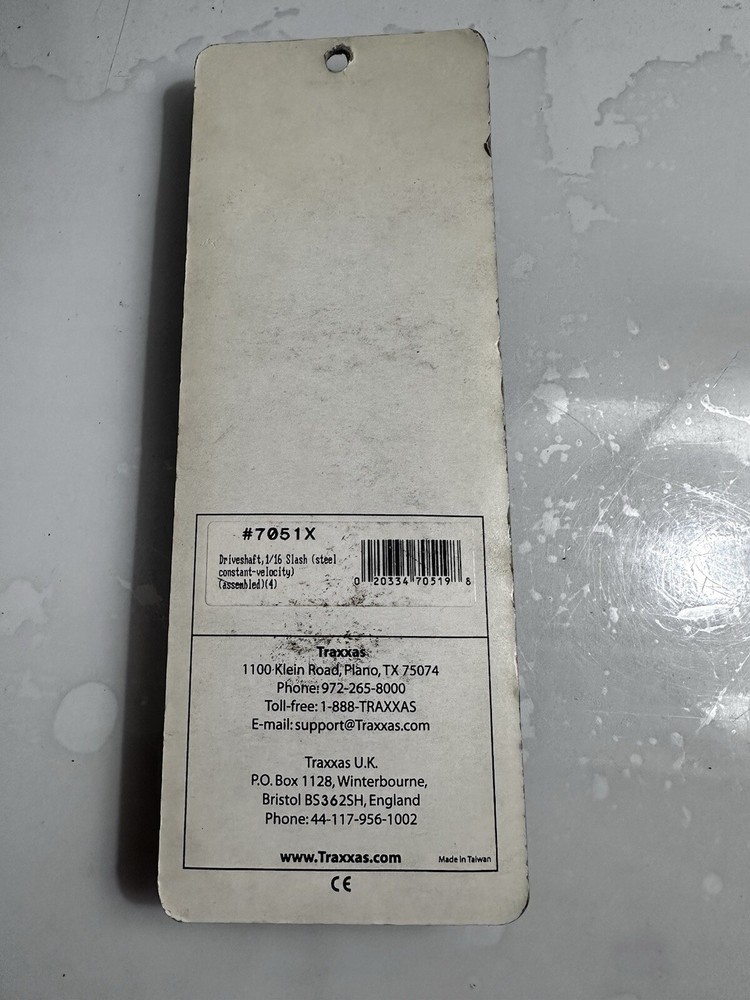 #7051X
Driveshaft,1/16 Slash (steel
constant-velocity)
(assembled)(4)
0 20334 70519 8
Traxxas
1100 Klein Road, Plano, TX 75074
Phone: 972-265-8000
Toll-free: 1-888-TRAXXAS
E-mail: support@Traxxas.com
Traxxas U.K.
P.O. Box 1128, Winterbourne,
Bristol BS362SH, England
Phone: 44-117-956-1002
www.Traxxas.com
Made in Taiwan
CE